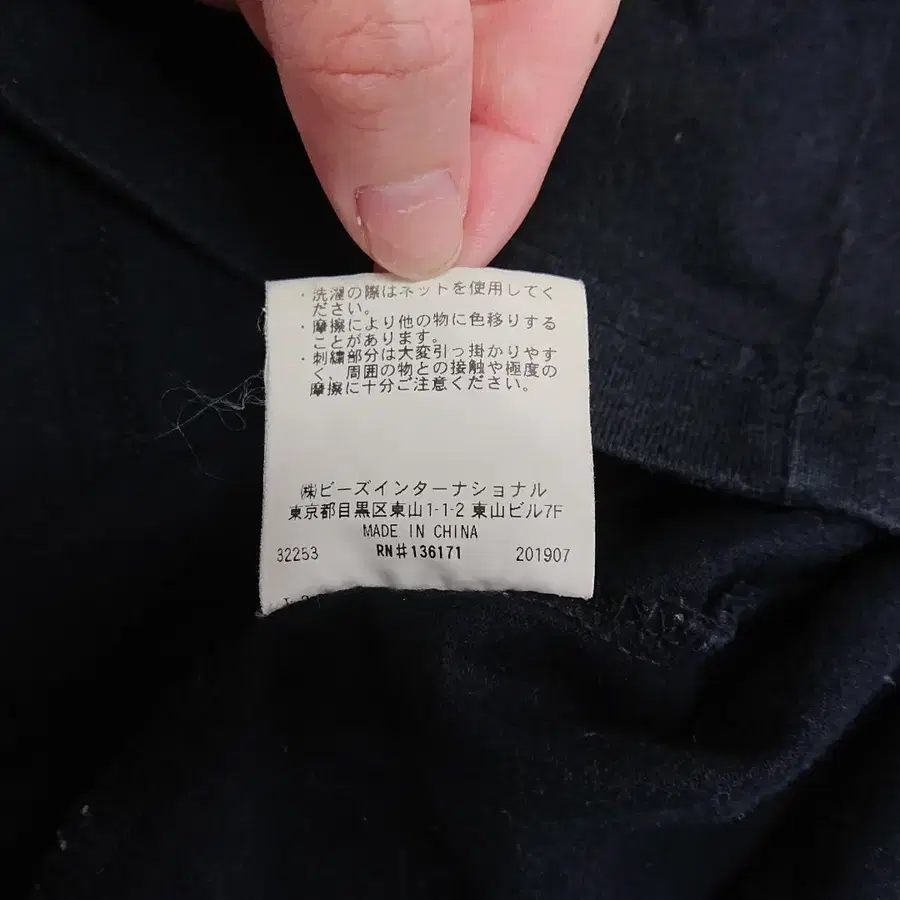 ・洗濯の際はネットを使用してく
ださい。
・摩擦により他の物に色移りする
ことがあります。
・刺繍部分は大変引っ掛かりやす
く、周囲の物との接触や極度の
摩擦に十分ご注意ください。
㈱ビーズインターナショナル
東京都目黒区東山1-1-2 東山ビル7F
MADE IN CHINA
32253 RN#136171 201907